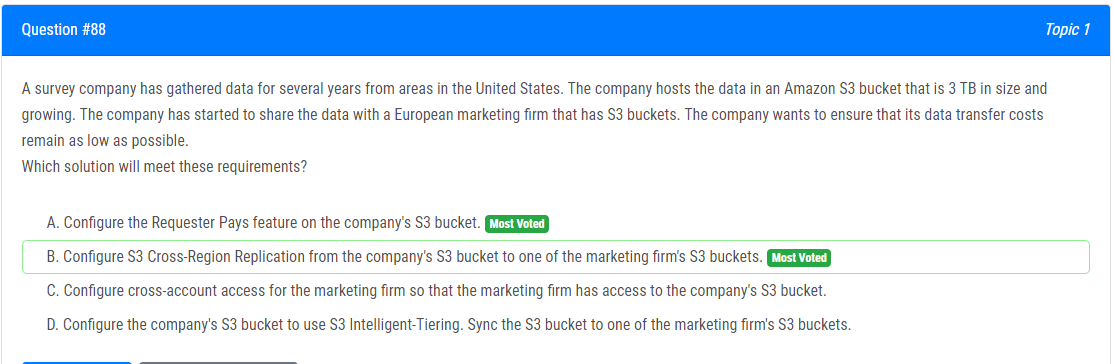 Question #88
Topic 1
A survey company has gathered data for several years from areas in the United States. The company hosts the data in an Amazon S3 bucket that is 3 TB in size and
growing. The company has started to share the data with a European marketing firm that has S3 buckets. The company wants to ensure that its data transfer costs
remain as low as possible.
Which solution will meet these requirements?
A. Configure the Requester Pays feature on the company's S3 bucket. Most Voted
B. Configure S3 Cross-Region Replication from the company's S3 bucket to one of the marketing firm's S3 buckets. Most Voted
C. Configure cross-account access for the marketing firm so that the marketing firm has access to the company's S3 bucket.
D. Configure the company's S3 bucket to use S3 Intelligent-Tiering. Sync the S3 bucket to one of the marketing firm's S3 buckets.